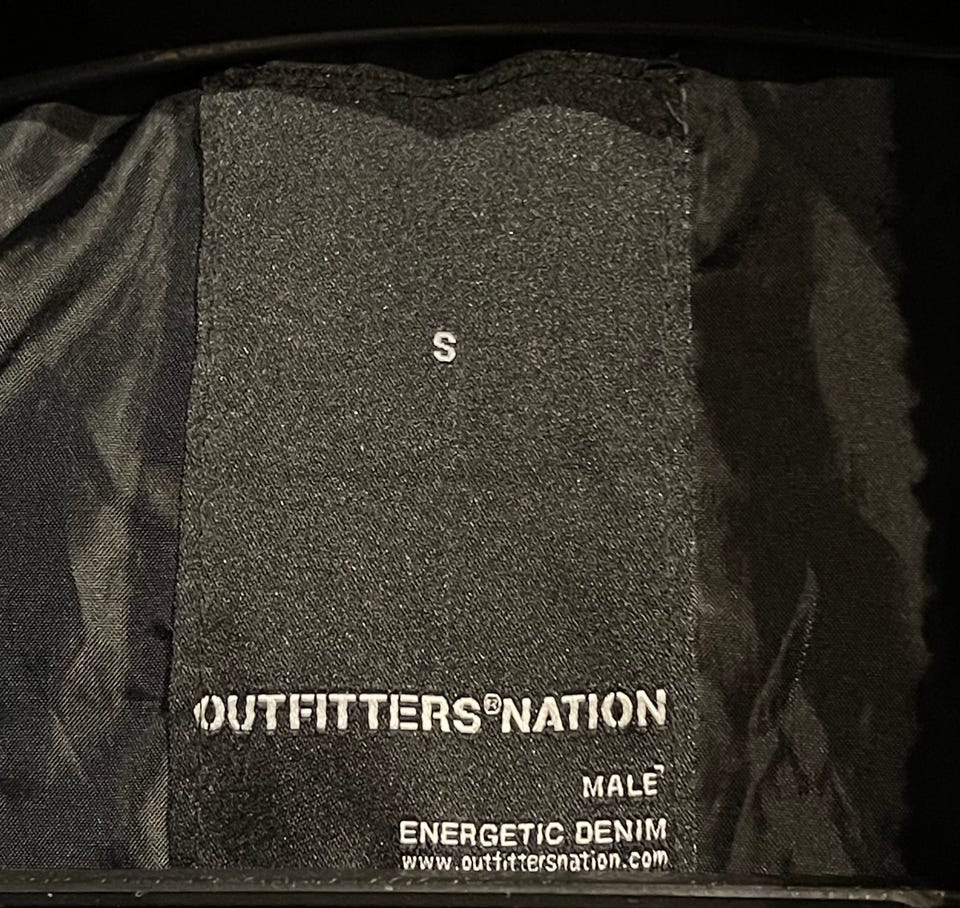 S
OUTFITTERS®NATION
MALE
ENERGETIC DENIM
www.outfittersnation.com